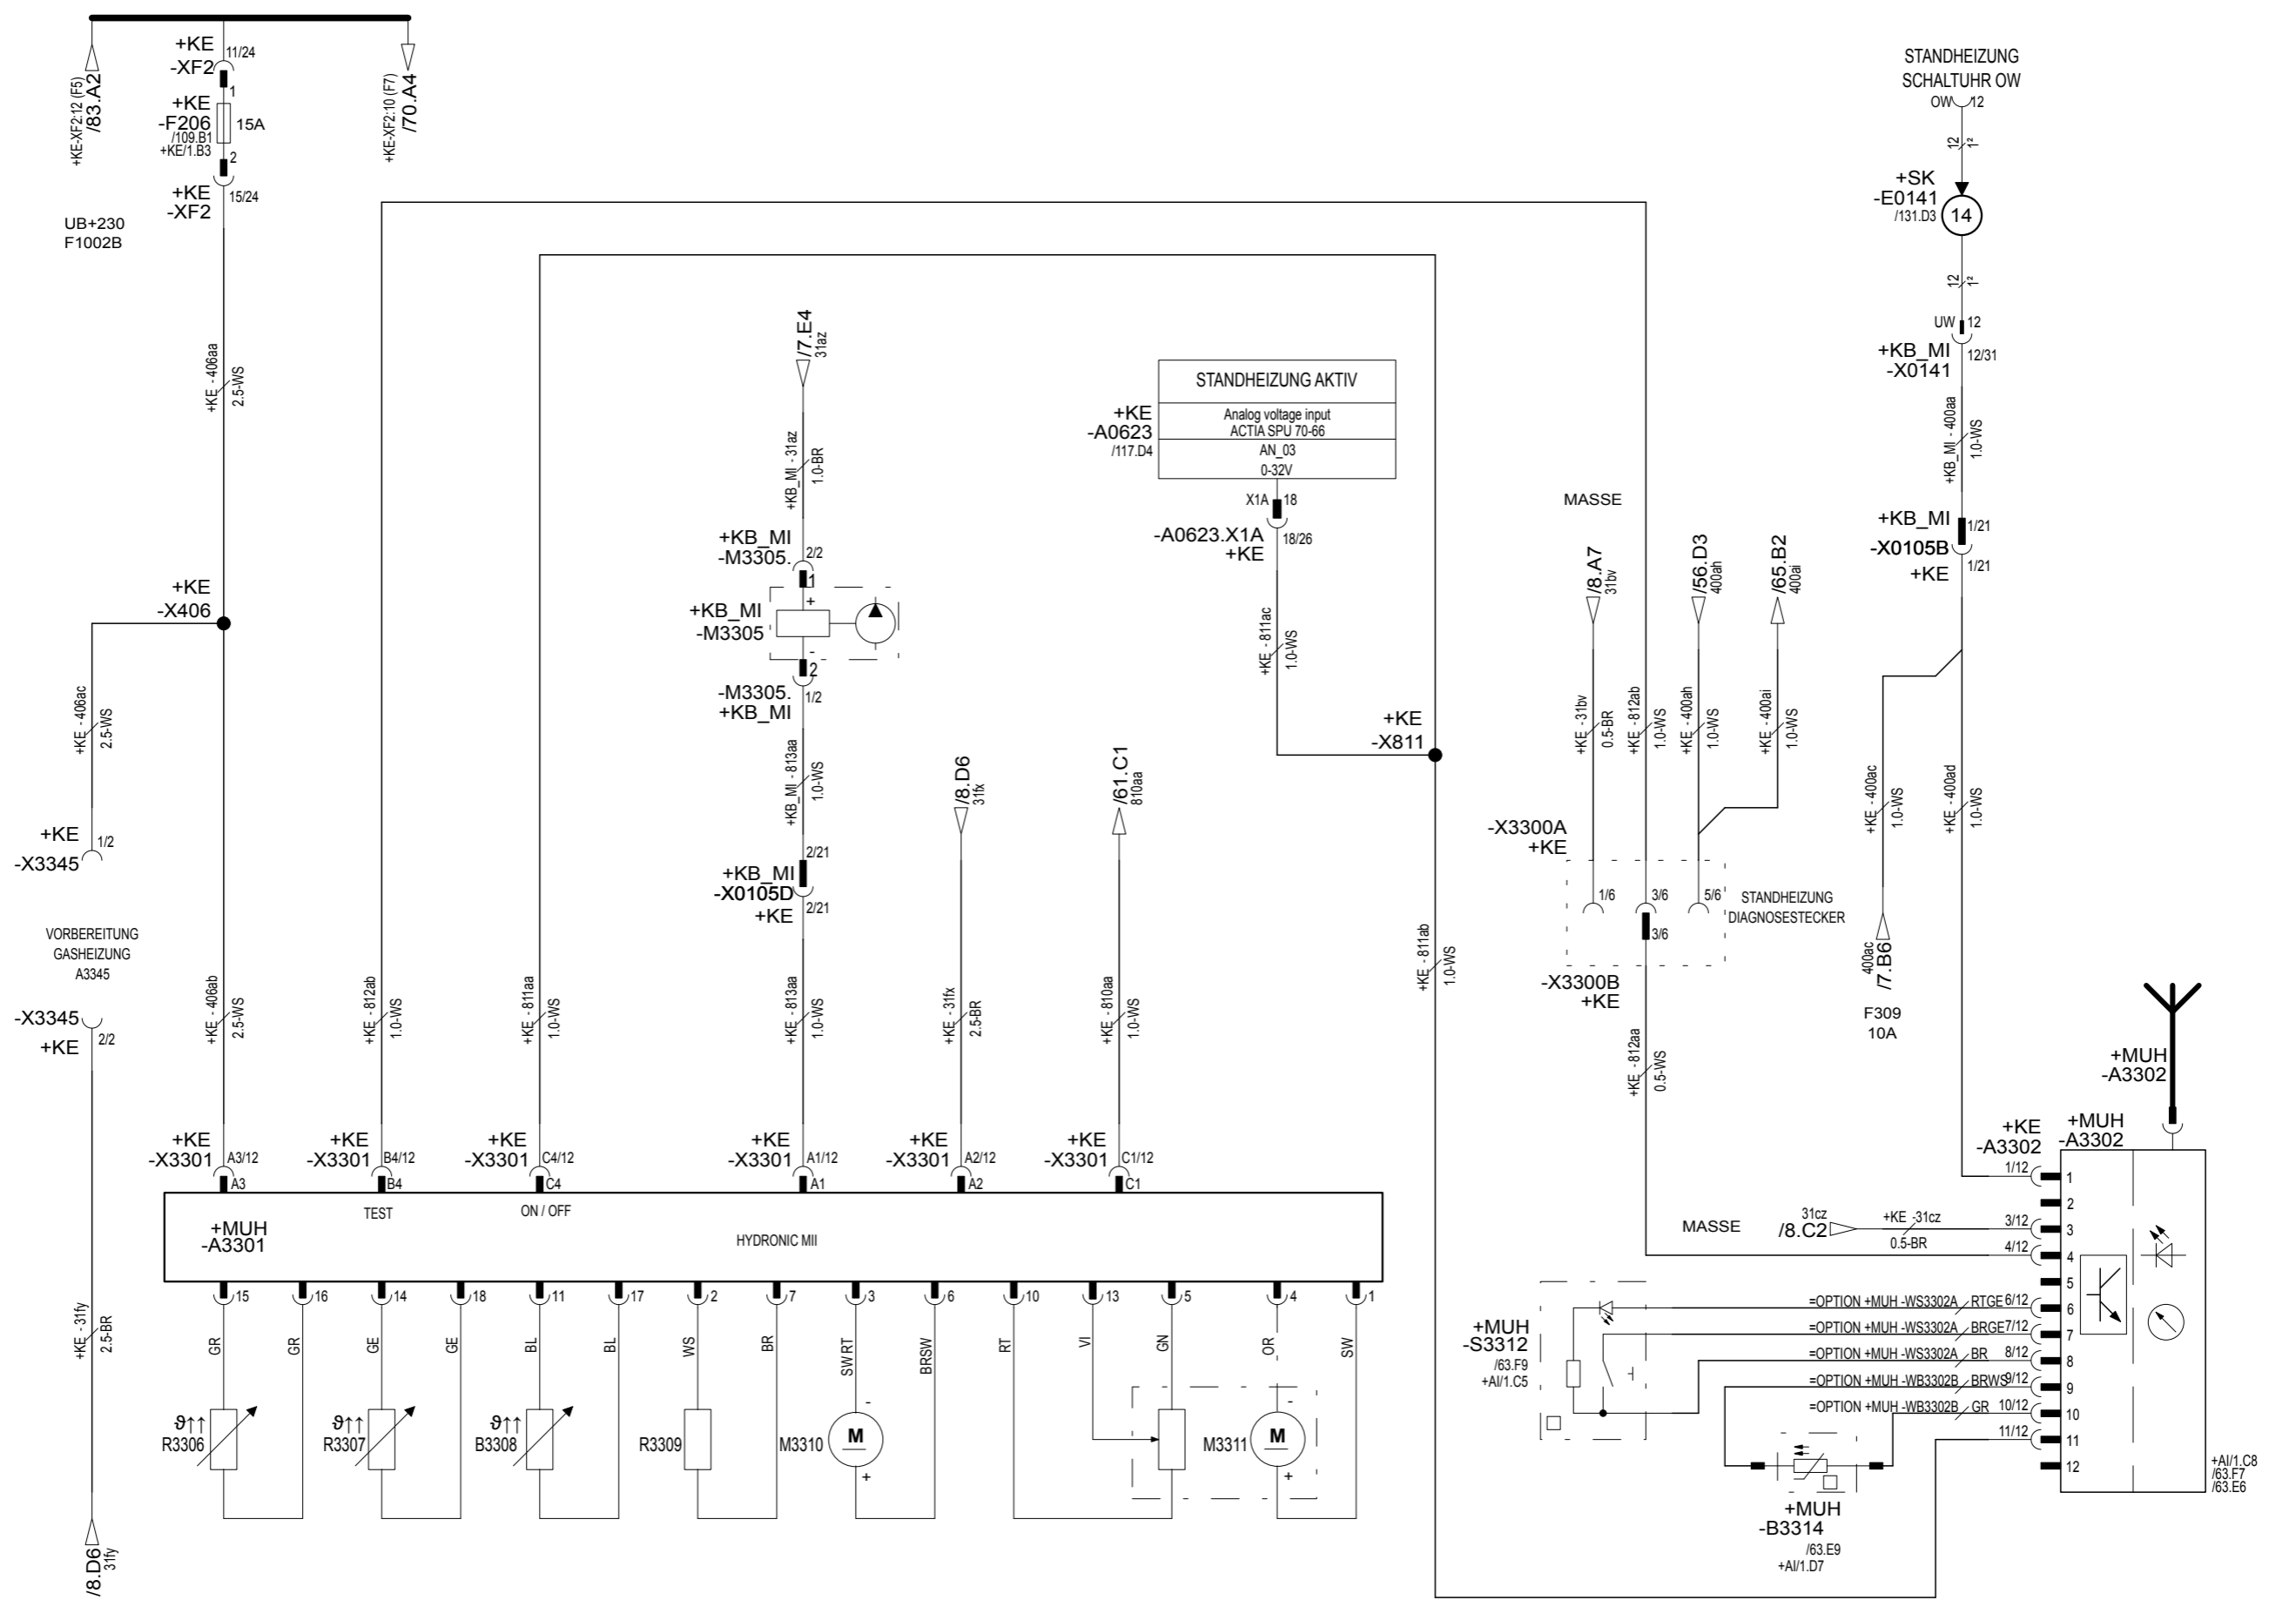 +KE-XF2:12 (F5)
/83.A2
+KE
-XF2
11/24
1
+KE
-F206
15A
/109.B1
+KE/1.B3
2
+KE
-XF2
15/24
+KE-XF2:10 (F7)
/70.A4
UB+230
F1002B
+KE - 406aa
2.5-WS
+KE
-X406
+KE - 406ac
2.5-WS
+KE
-X3345
1/2
VORBEREITUNG
GASHEIZUNG
A3345
-X3345
+KE
2/2
+KE - 31fy
2.5-BR
/8.D6
31fy
+KE - 406ab
2.5-WS
+KE - 812ab
1.0-WS
+KE - 811aa
1.0-WS
/7.E4
31az
+KB_MI - 31az
1.0-BR
+KB_MI
-M3305.
2/2
1
+
+KB_MI
-M3305
-
2
-M3305.
+KB_MI
1/2
+KB_MI - 813aa
1.0-WS
2/21
+KB_MI
-X0105D
+KE
2/21
+KE - 813aa
1.0-WS
/8.D6
31fx
+KE - 31fx
2.5-BR
/61.C1
810aa
+KE - 810aa
1.0-WS
STANDHEIZUNG AKTIV
+KE
-A0623
/117.D4
Analog voltage input
ACTIA SPU 70-66
AN_03
0-32V
X1A
18
-A0623.X1A
+KE
18/26
+KE - 811ac
1.0-WS
+KE
-X811
+KE - 811ab
1.0-WS
MASSE
/8.A7
31bv
+KE - 31bv
0.5-BR
+KE - 812ab
1.0-WS
/56.D3
400ah
+KE - 400ah
1.0-WS
/65.B2
400ai
+KE - 400ai
1.0-WS
-X3300A
+KE
1/6
3/6
5/6
3/6
STANDHEIZUNG
DIAGNOSESTECKER
-X3300B
+KE
+KE - 812aa
0.5-WS
STANDHEIZUNG
SCHALTUHR OW
OW
12
12
1²
+SK
-E0141
/131.D3
14
12
1²
UW
12
+KB_MI
-X0141
12/31
+KB_MI - 400aa
1.0-WS
+KB_MI
-X0105B
1/21
+KE
1/21
+KE - 400ac
1.0-WS
+KE - 400ad
1.0-WS
400ac
/7.B6
F309
10A
+MUH
-A3302
+KE
-A3302
+MUH
-A3302
+KE
-X3301
A3/12
A3
+KE
-X3301
B4/12
B4
+KE
-X3301
C4/12
C4
+KE
-X3301
A1/12
A1
+KE
-X3301
A2/12
A2
+KE
-X3301
C1/12
C1
+MUH
-A3301
TEST
ON / OFF
HYDRONIC MII
15
16
14
18
11
17
2
7
3
6
10
13
5
4
1
GR
GR
GE
GE
BL
BL
WS
BR
SW RT
BRSW
RT
VI
GN
OR
SW
ϑ↑↑
R3306
ϑ↑↑
R3307
ϑ↑↑
B3308
R3309
M3310
-
M
+
M3311
-
M
+
1/12
1
2
MASSE
31cz
/8.C2
+KE -31cz
0.5-BR
3/12
3
4/12
4
5
=OPTION +MUH -WS3302A
RTGE
6/12
6
=OPTION +MUH -WS3302A
BRGE
7/12
7
=OPTION +MUH -WS3302A
BR
8/12
8
=OPTION +MUH -WB3302B
BRWS
9/12
9
=OPTION +MUH -WB3302B
GR
10/12
10
11/12
11
12
+MUH
-S3312
/63.F9
+AI/1.C5
+MUH
-B3314
/63.E9
+AI/1.D7
+AI/1.C8
/63.F7
/63.E6